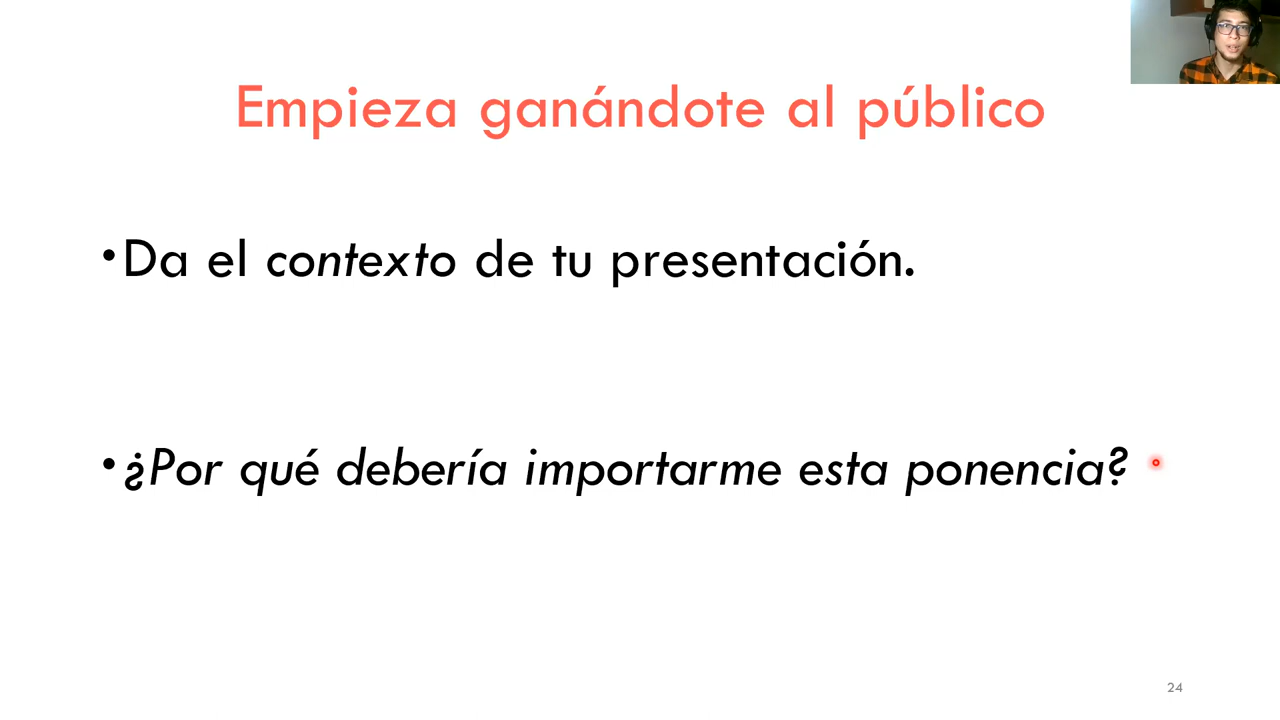 Empieza ganándote al público
•Da el contexto de tu presentación.
•¿Por qué debería importarme esta ponencia?
24